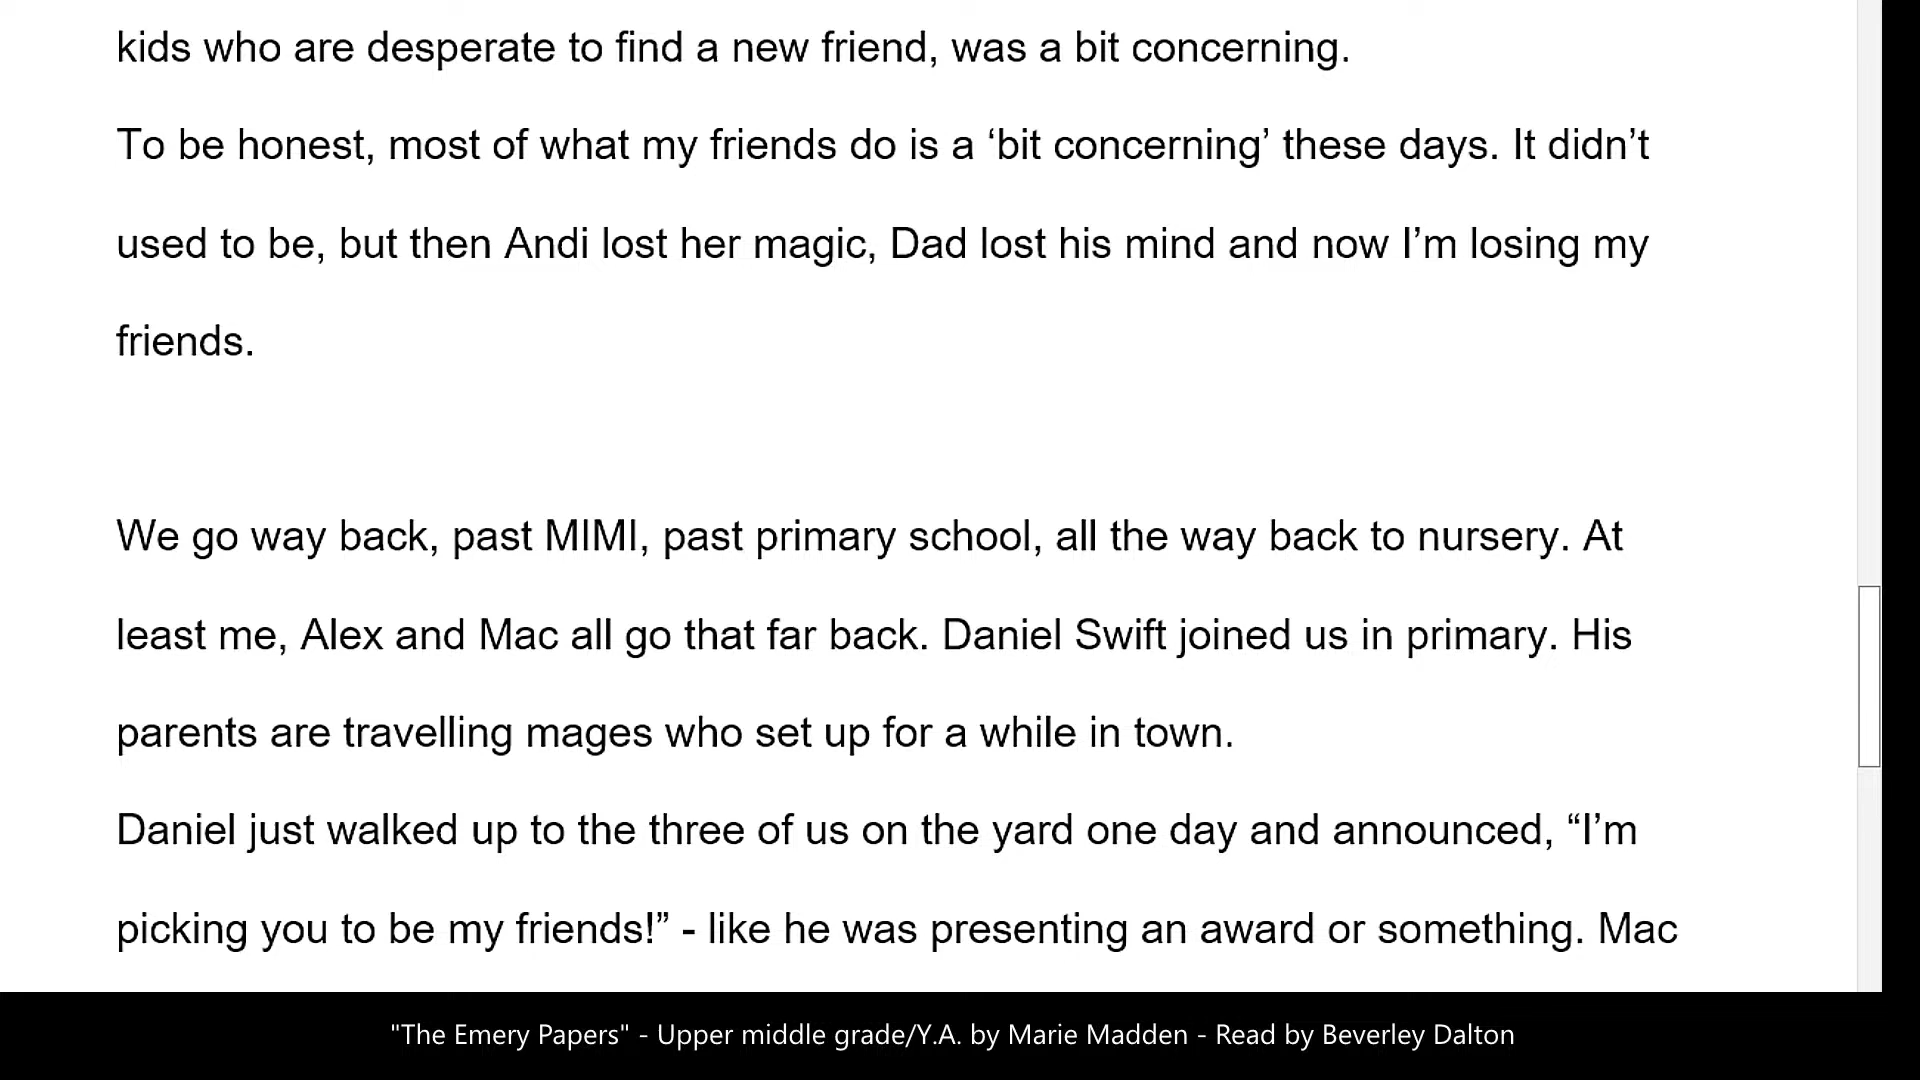 kids who are desperate to find a new friend, was a bit concerning.
To be honest, most of what my friends do is a ‘bit concerning’ these days. It didn’t
used to be, but then Andi lost her magic, Dad lost his mind and now I’m losing my
friends.
We go way back, past MIMI, past primary school, all the way back to nursery. At
least me, Alex and Mac all go that far back. Daniel Swift joined us in primary. His
parents are travelling mages who set up for a while in town.
Daniel just walked up to the three of us on the yard one day and announced, “I’m
picking you to be my friends!” - like he was presenting an award or something. Mac
"The Emery Papers" - Upper middle grade/Y.A. by Marie Madden - Read by Beverley Dalton